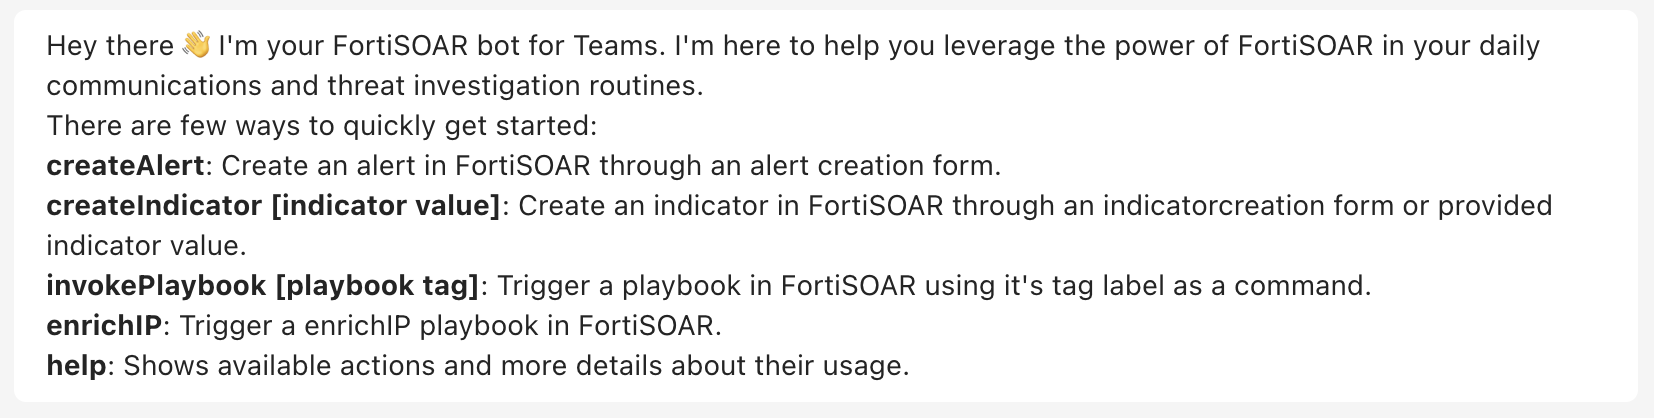 Hey there 👋 I'm your FortiSOAR bot for Teams. I'm here to help you leverage the power of FortiSOAR in your daily
communications and threat investigation routines.
There are few ways to quickly get started:
createAlert: Create an alert in FortiSOAR through an alert creation form.
createIndicator [indicator value]: Create an indicator in FortiSOAR through an indicatorcreation form or provided
indicator value.
invokePlaybook [playbook tag]: Trigger a playbook in FortiSOAR using it's tag label as a command.
enrichIP: Trigger a enrichIP playbook in FortiSOAR.
help: Shows available actions and more details about their usage.